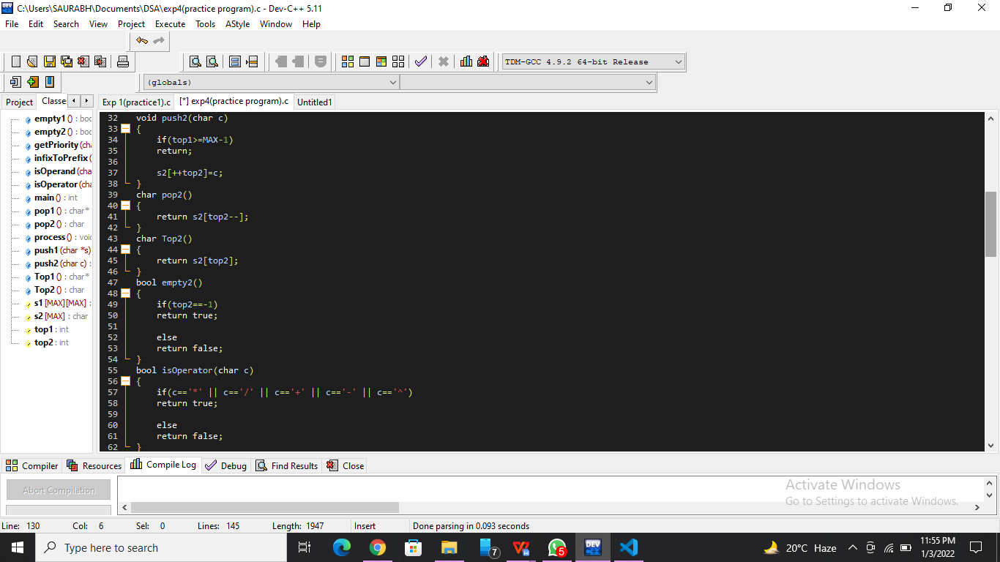 C:\Users\SAURABH\Documents\DSA\exp4(practice program).c - Dev-C++ 5.11
File Edit Search View Project Execute Tools AStyle Window Help
TDM-GCC 4.9.2 64-bit Release
(globals)
Project Classe Exp 1(practice1).c [*] exp4(practice program).c Untitled1
empty1 () : boo
empty2 () : boo
getPriority (cha
infixToPrefix (
isOperand (cha
isOperator (cha
main () : int
pop1 () : char*
pop2 () : char
process () : voi
push1 (char *s)
push2 (char c) :
Top1 () : char*
Top2 () : char
s1 [MAX][MAX] :
s2 [MAX] : char
top1 : int
top2 : int
32 void push2(char c)
33 {
34 if(top1>=MAX-1)
35 return;
36
37 s2[++top2]=c;
38 }
39 char pop2()
40 {
41 return s2[top2--];
42 }
43 char Top2()
44 {
45 return s2[top2];
46 }
47 bool empty2()
48 {
49 if(top2==-1)
50 return true;
51
52 else
53 return false;
54 }
55 bool isOperator(char c)
56 {
57 if(c=='*' || c=='/' || c=='+' || c=='-' || c=='^')
58 return true;
59
60 else
61 return false;
62 }
Compiler Resources Compile Log Debug Find Results Close
Abort Compilation
Activate Windows
Go to Settings to activate Windows.
Line: 130 Col: 6 Sel: 0 Lines: 145 Length: 1947 Insert Done parsing in 0.093 seconds
Type here to search
7
5
DEV
20°C Haze
11:55 PM
1/3/2022